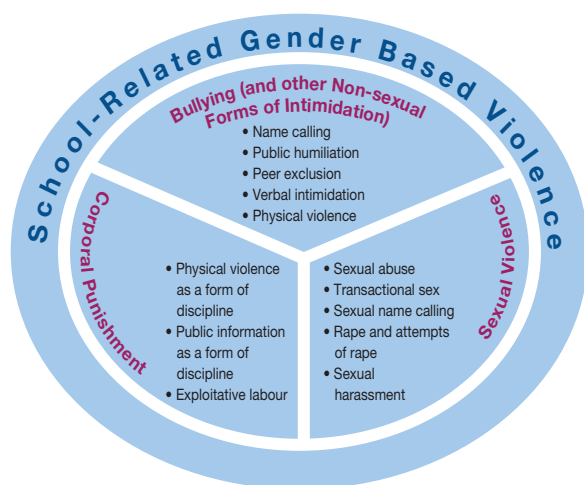 School-Related Gender Based Violence
Bullying (and other Non-sexual
Forms of Intimidation)
• Name calling
• Public humiliation
• Peer exclusion
• Verbal intimidation
• Physical violence
Corporal Punishment
• Physical violence
as a form of
discipline
• Public information
as a form of
discipline
• Exploitative labour
Sexual Violence
• Sexual abuse
• Transactional sex
• Sexual name calling
• Rape and attempts
of rape
• Sexual
harassment